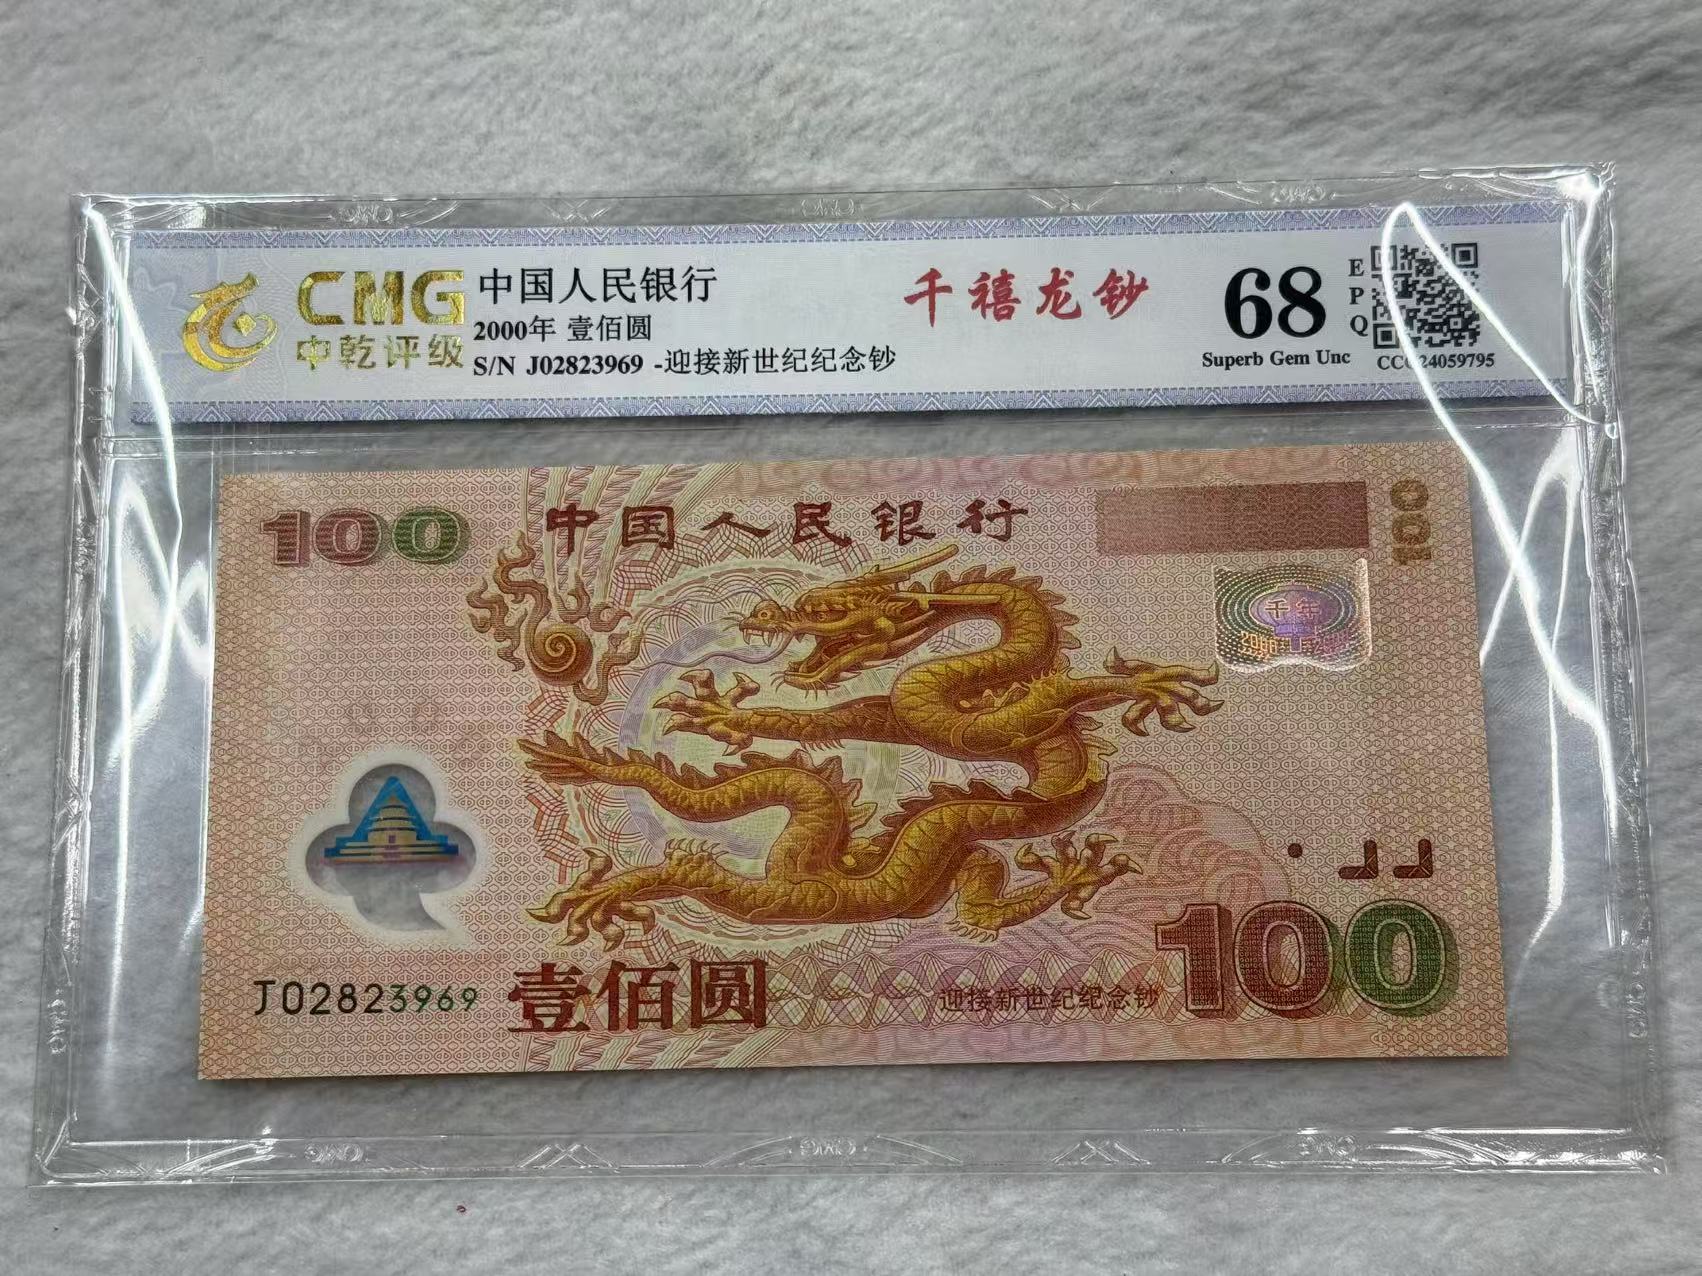 CMG
中乾评级
中国人民银行
2000年 壹佰圆
S/N J02823969 -迎接新世纪纪念钞
千禧龙钞
68
EPQ
Superb Gem Unc
100
中国人民银行
100
千年
J02823969
壹佰圆
迎接新世纪纪念钞
100